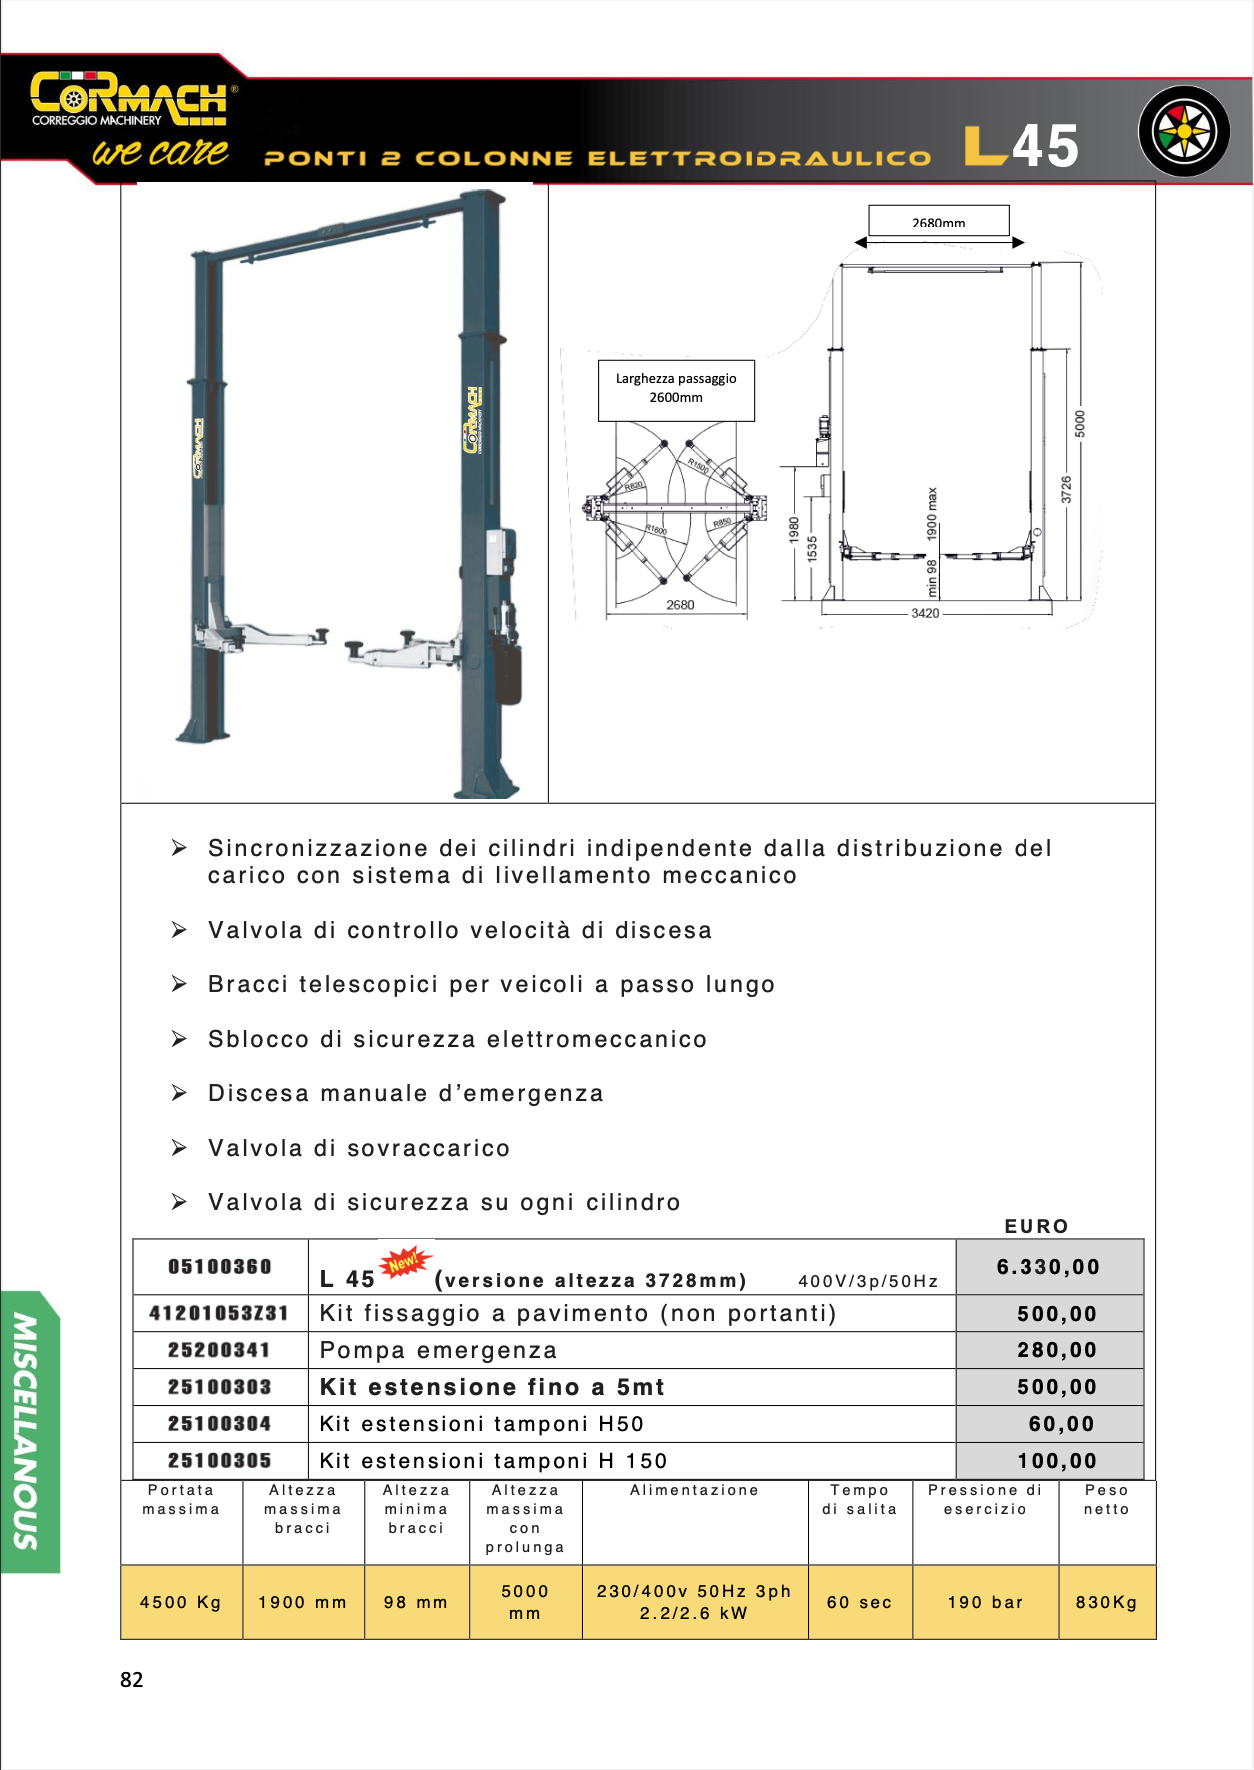 CORMACH®
CORREGGIO MACHINERY
we care
PONTI 2 COLONNE ELETTROIDRAULICO L45
CORMACH
CORMACH
2680mm
Larghezza passaggio
2600mm
R820
R1500
R1600
R850
2680
1980
1535
min 98 1900 max
3726
5000
3420
➢ Sincronizzazione dei cilindri indipendente dalla distribuzione del
carico con sistema di livellamento meccanico
➢ Valvola di controllo velocità di discesa
➢ Bracci telescopici per veicoli a passo lungo
➢ Sblocco di sicurezza elettromeccanico
➢ Discesa manuale d’emergenza
➢ Valvola di sovraccarico
➢ Valvola di sicurezza su ogni cilindro
EURO
05100360 L 45 New! (versione altezza 3728mm) 400V/3p/50Hz 6.330,00
41201053Z31 Kit fissaggio a pavimento (non portanti) 500,00
25200341 Pompa emergenza 280,00
25100303 Kit estensione fino a 5mt 500,00
25100304 Kit estensioni tamponi H50 60,00
25100305 Kit estensioni tamponi H 150 100,00
Portata
massima
Altezza
massima
bracci
Altezza
minima
bracci
Altezza
massima
con
prolunga
Alimentazione
Tempo
di salita
Pressione di
esercizio
Peso
netto
4500 Kg
1900 mm
98 mm
5000
mm
230/400v 50Hz 3ph
2.2/2.6 kW
60 sec
190 bar
830Kg
MISCELLANOUS
82